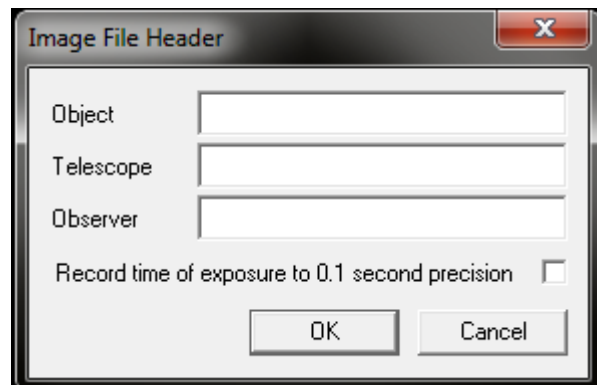 Image File Header
Object
Telescope
Observer
Record time of exposure to 0.1 second precision
OK Cancel